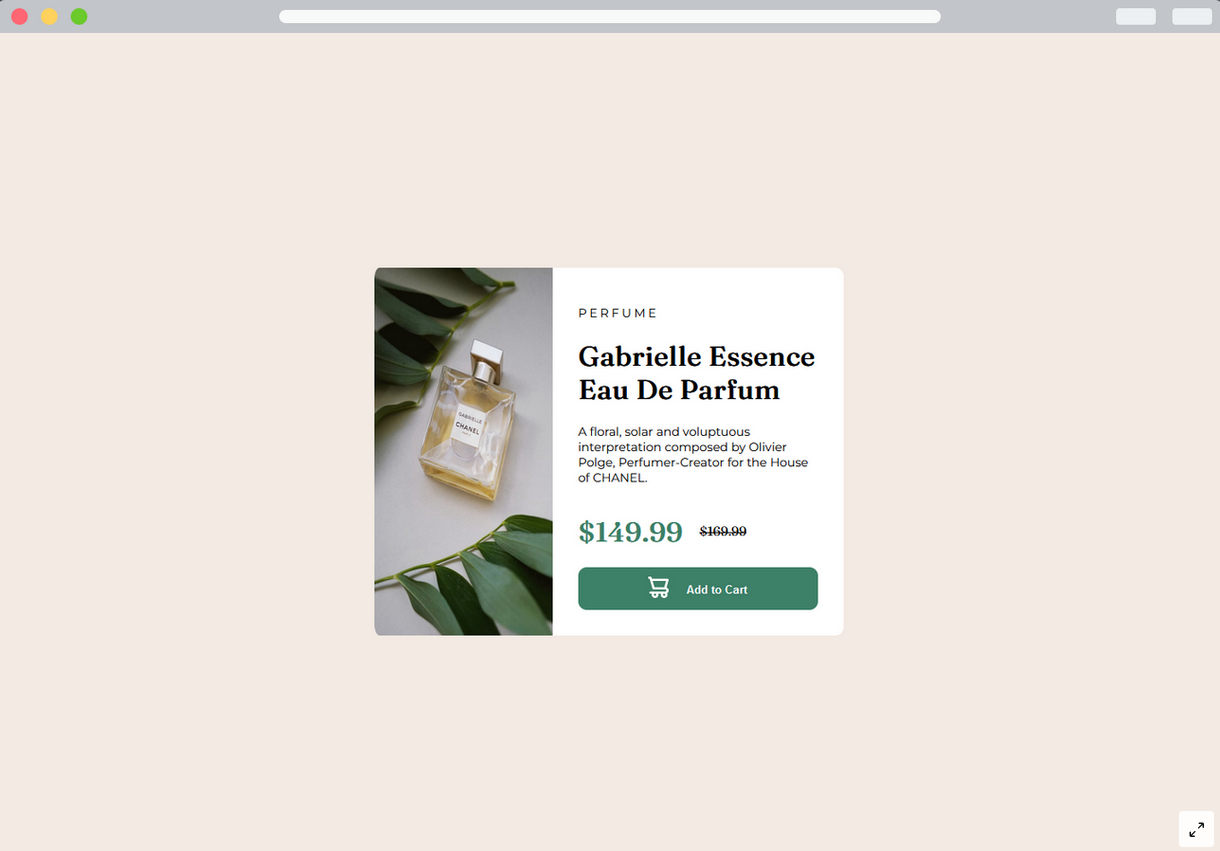 PERFUME
Gabrielle Essence
Eau De Parfum
A floral, solar and voluptuous
interpretation composed by Olivier
Polge, Perfumer-Creator for the House
of CHANEL.
$149.99 $169.99
Add to Cart
GABRIELLE
CHANEL